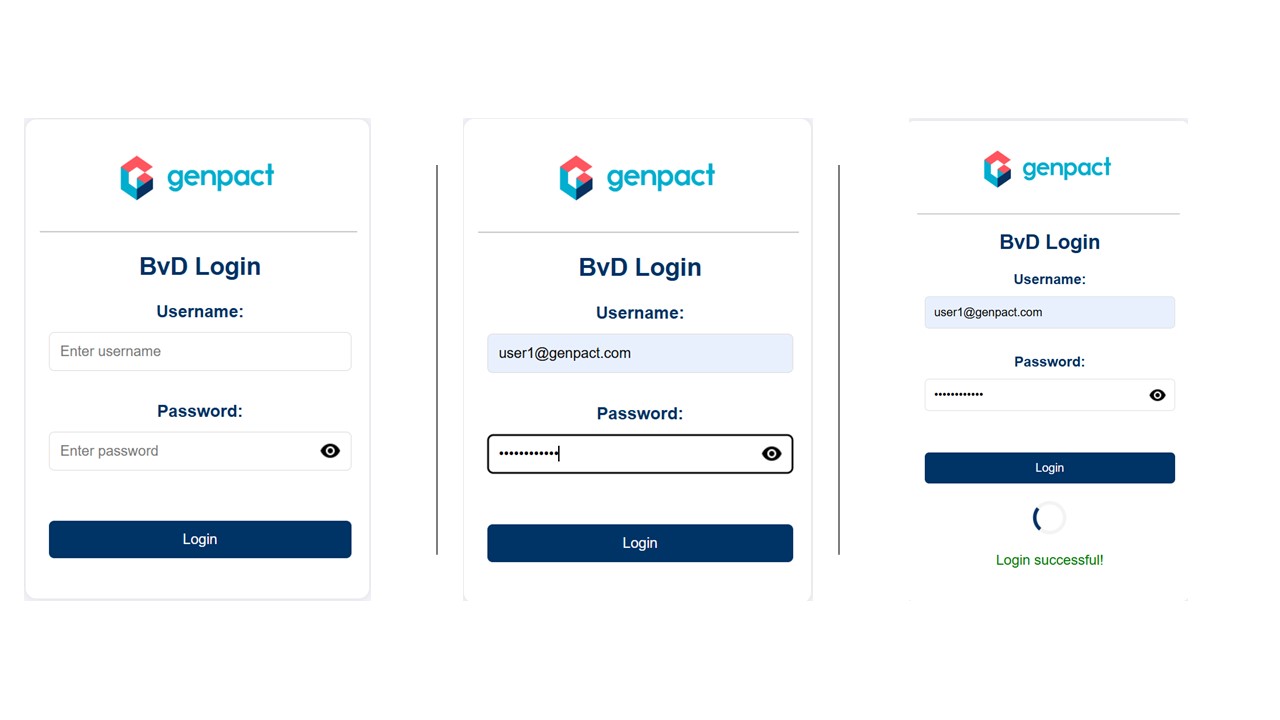 genpact
BvD Login
Username:
Enter username
Password:
Enter password
Login
genpact
BvD Login
Username:
user1@genpact.com
Password:
••••••••••••
Login
genpact
BvD Login
Username:
user1@genpact.com
Password:
••••••••••••
Login
Login successful!